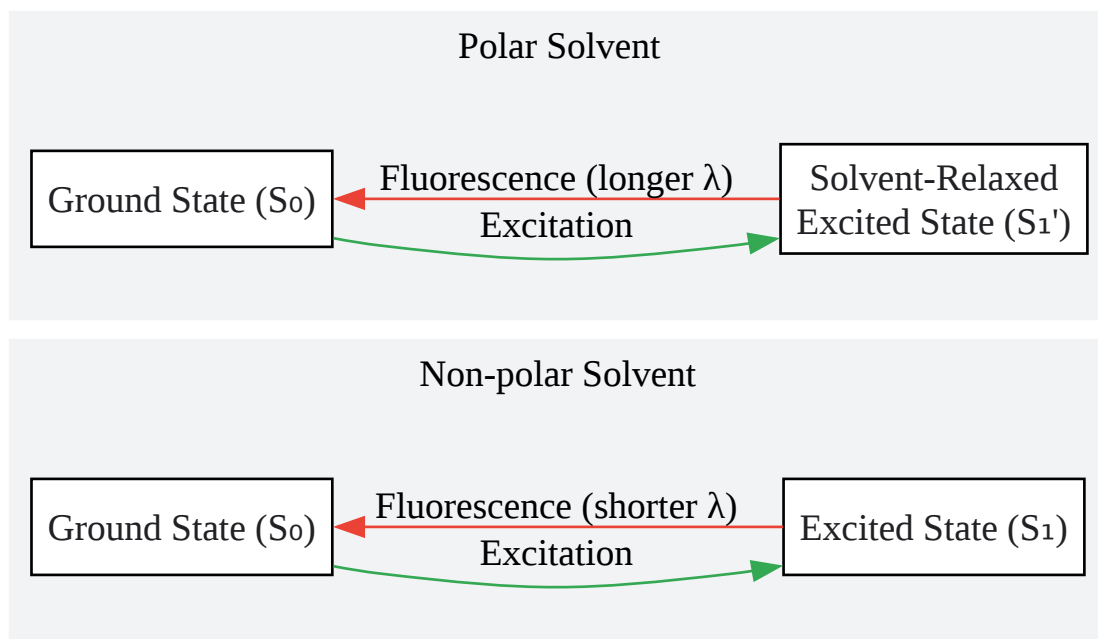 Polar Solvent
Ground State (S₀)
Fluorescence (longer λ)
Excitation
Solvent-Relaxed
Excited State (S₁')
Non-polar Solvent
Ground State (S₀)
Fluorescence (shorter λ)
Excitation
Excited State (S₁)